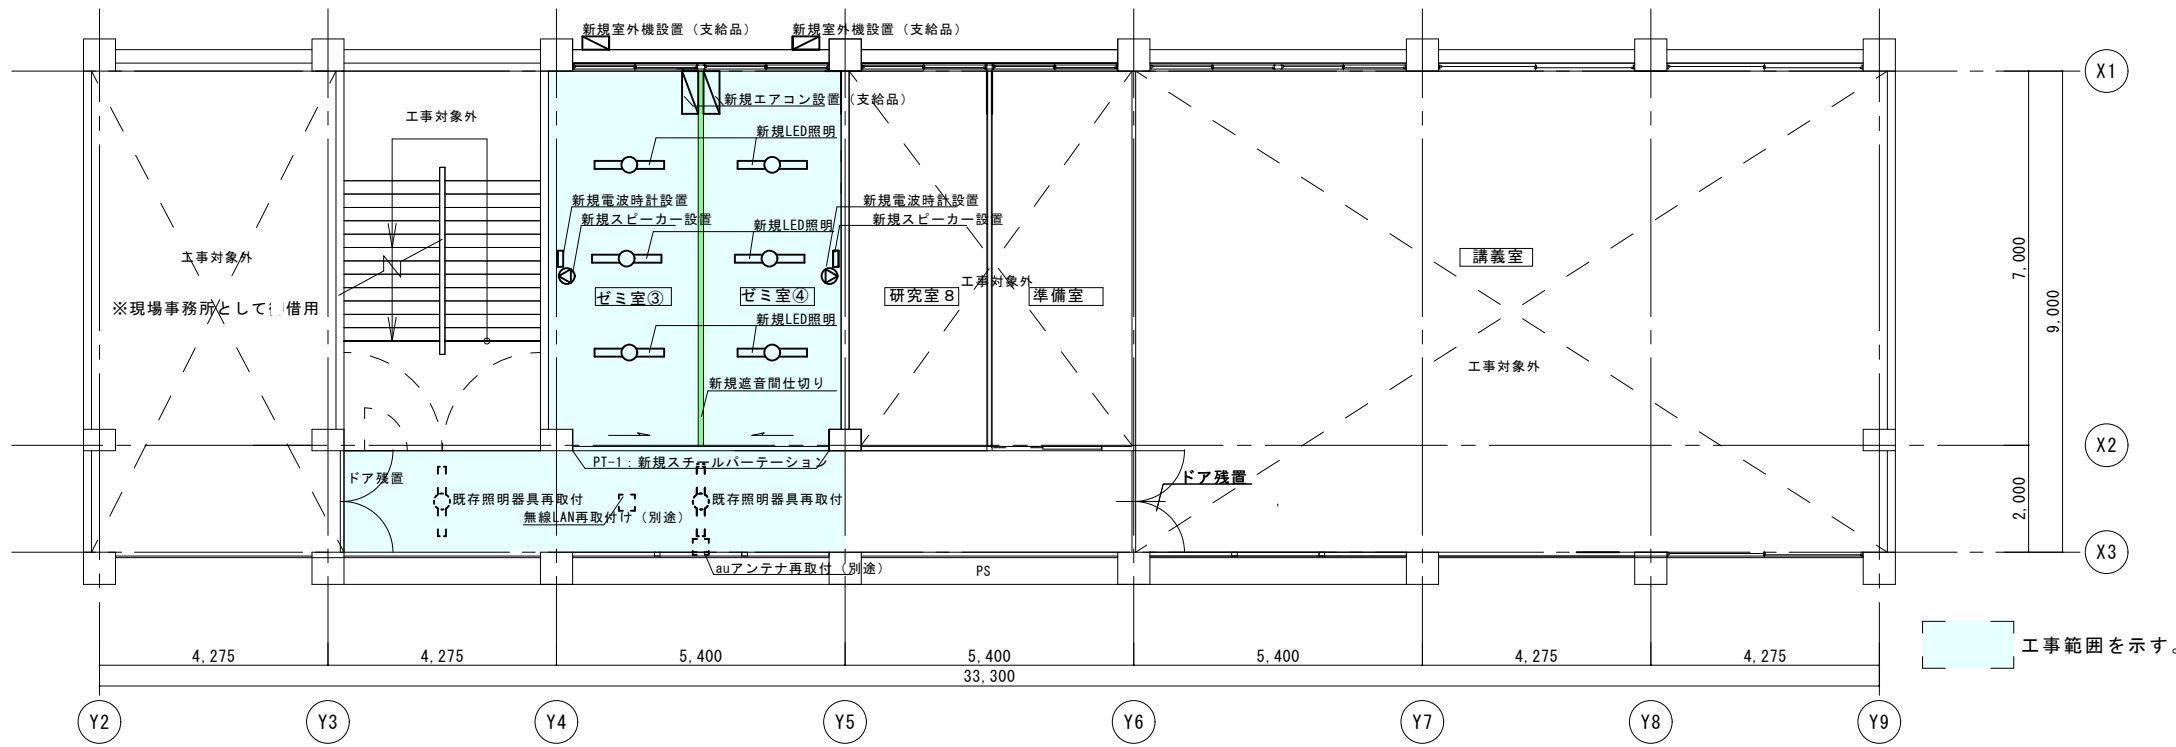 新規室外機設置（支給品）
新規室外機設置（支給品）
X1
新規エアコン設置（支給品）
工事対象外
新規LED照明
新規電波時計設置
新規スピーカー設置
新規LED照明
新規電波時計設置
新規スピーカー設置
工事対象外
講義室
7,000
9,000
工事対象外
ゼミ室③
ゼミ室④
研究室８
準備室
※現場事務所として
借用
新規LED照明
工事対象外
新規遮音間仕切り
X2
PT-1：新規スチールパーテーション
ドア残置
ドア残置
既存照明器具再取付
既存照明器具再取付
無線LAN再取付け（別途）
2,000
X3
auアンテナ再取付（別途）
PS
工事範囲を示す。
4,275
4,275
5,400
5,400
5,400
4,275
4,275
33,300
Y2
Y3
Y4
Y5
Y6
Y7
Y8
Y9